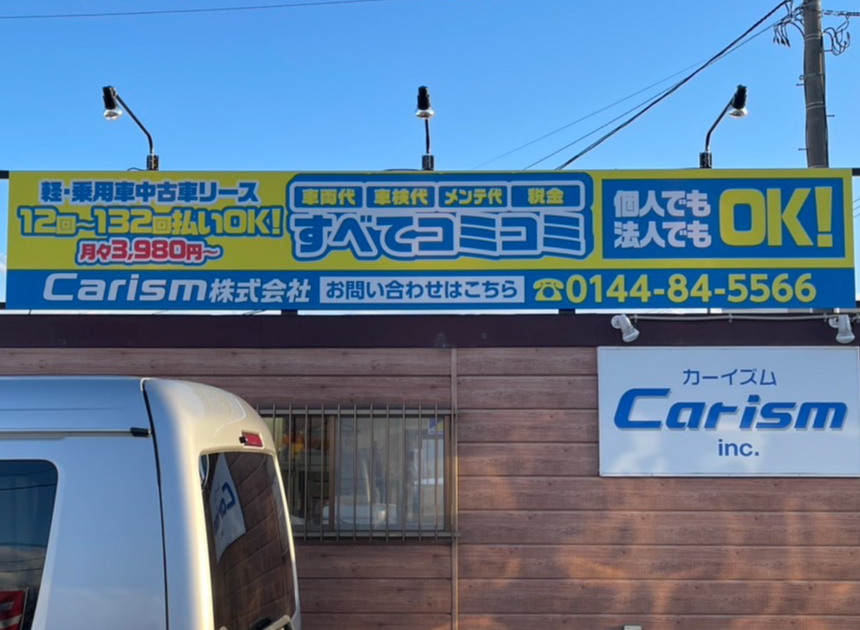 軽・乗用車中古車リース
12回～132回払いOK!
月々3,980円～
車両代 車検代 メンテ代 税金
すべてコミコミ
個人でも
法人でも
OK!
Carism株式会社 お問い合わせはこちら ☎0144-84-5566
カーイズム
Carism
inc.